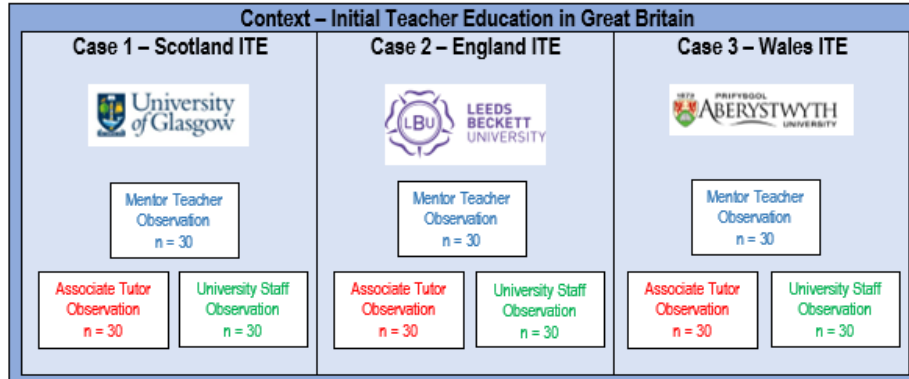 Context – Initial Teacher Education in Great Britain
Case 1 – Scotland ITE
University
of Glasgow
Mentor Teacher
Observation
n = 30
Associate Tutor
Observation
n = 30
University Staff
Observation
n = 30
Case 2 – England ITE
LBU
LEEDS
BECKETT
UNIVERSITY
Mentor Teacher
Observation
n = 30
Associate Tutor
Observation
n = 30
University Staff
Observation
n = 30
Case 3 – Wales ITE
1872
PRIFYSGOL
ABERYSTWYTH
UNIVERSITY
Mentor Teacher
Observation
n = 30
Associate Tutor
Observation
n = 30
University Staff
Observation
n = 30